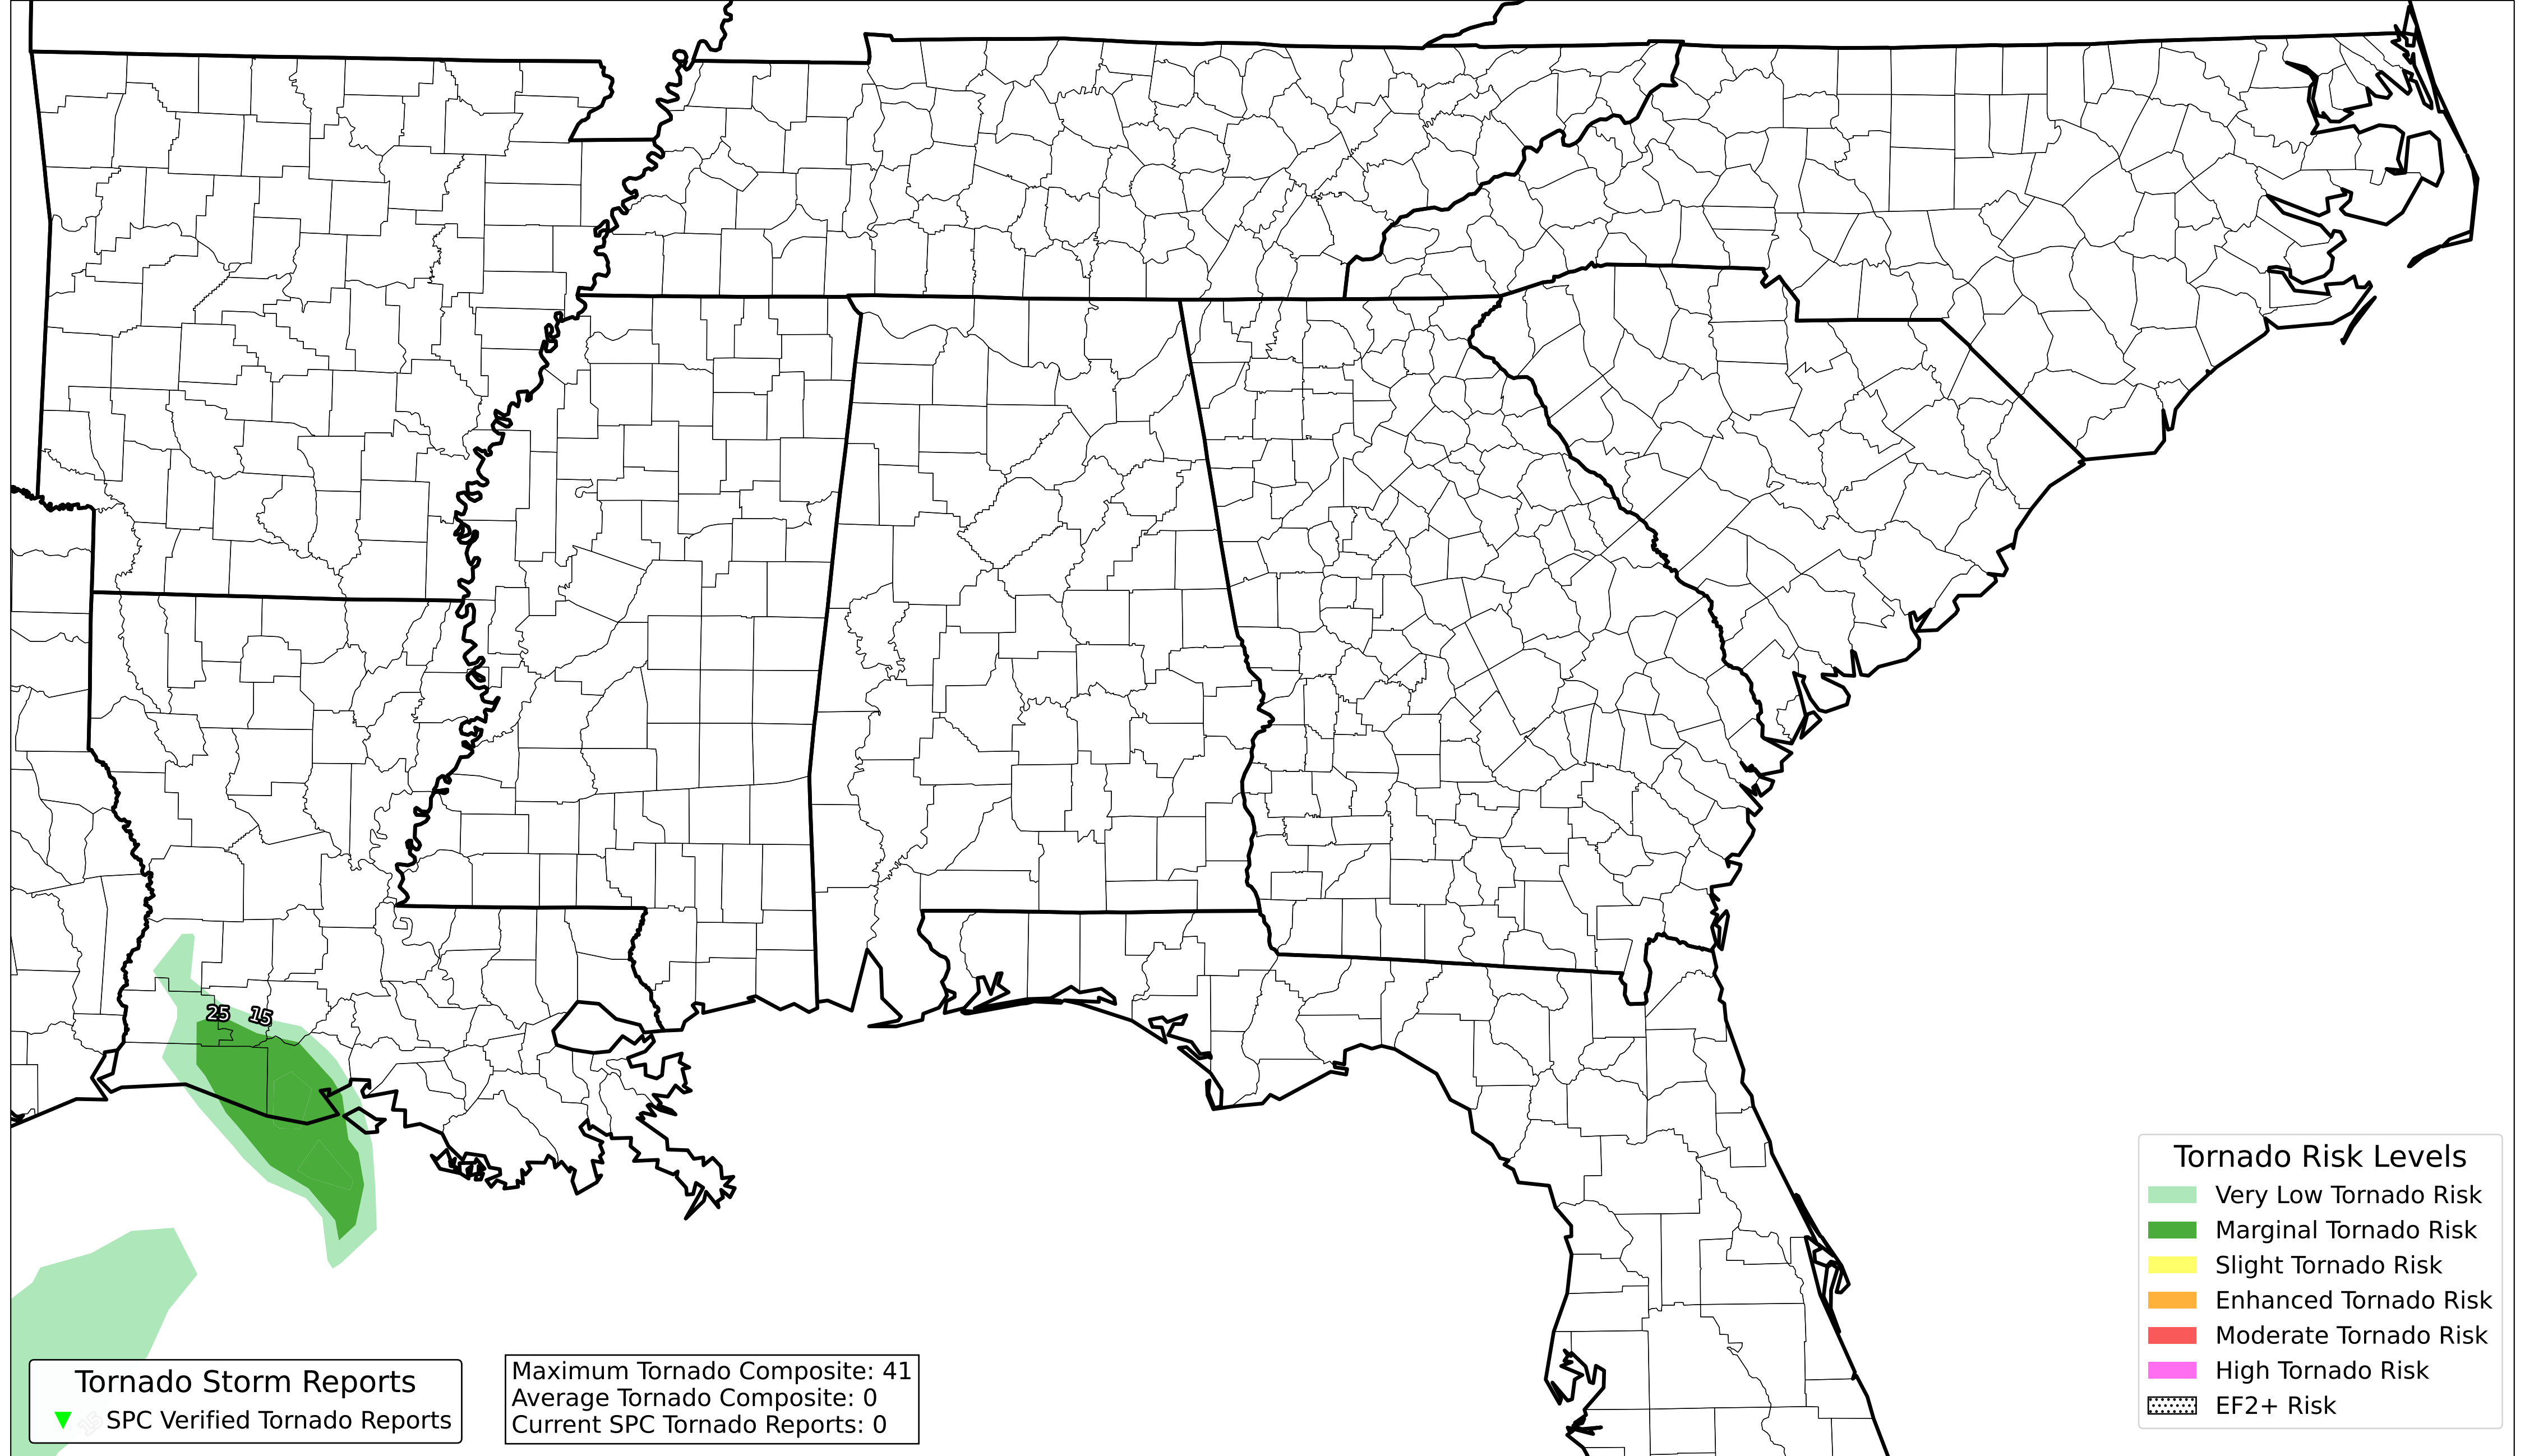 25 15
Tornado Storm Reports
SPC Verified Tornado Reports
Maximum Tornado Composite: 41
Average Tornado Composite: 0
Current SPC Tornado Reports: 0
Tornado Risk Levels
Very Low Tornado Risk
Marginal Tornado Risk
Slight Tornado Risk
Enhanced Tornado Risk
Moderate Tornado Risk
High Tornado Risk
EF2+ Risk